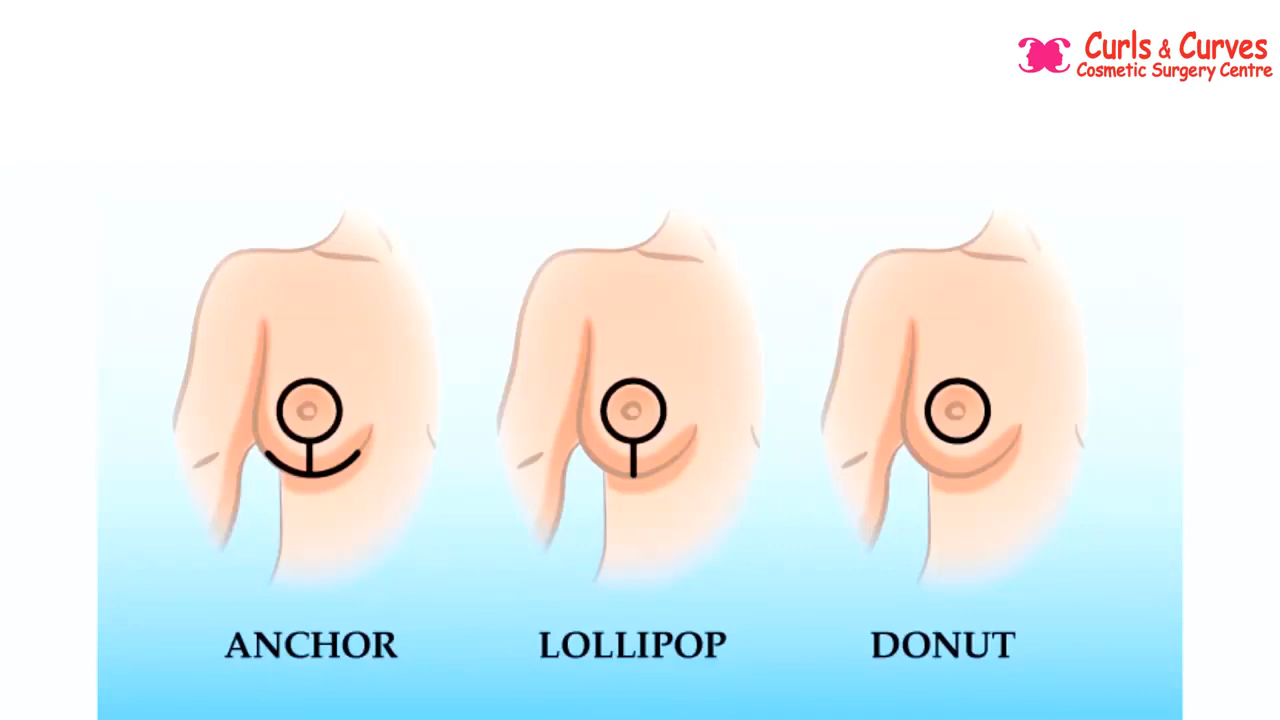 Curls & Curves
Cosmetic Surgery Centre
ANCHOR
LOLLIPOP
DONUT